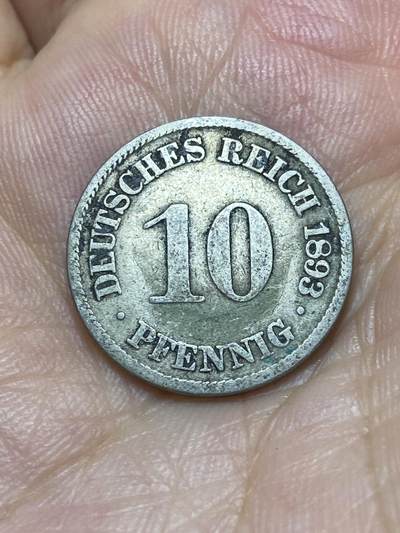 DEUTSCHES REICH 1893
10
· PFENNIG ·